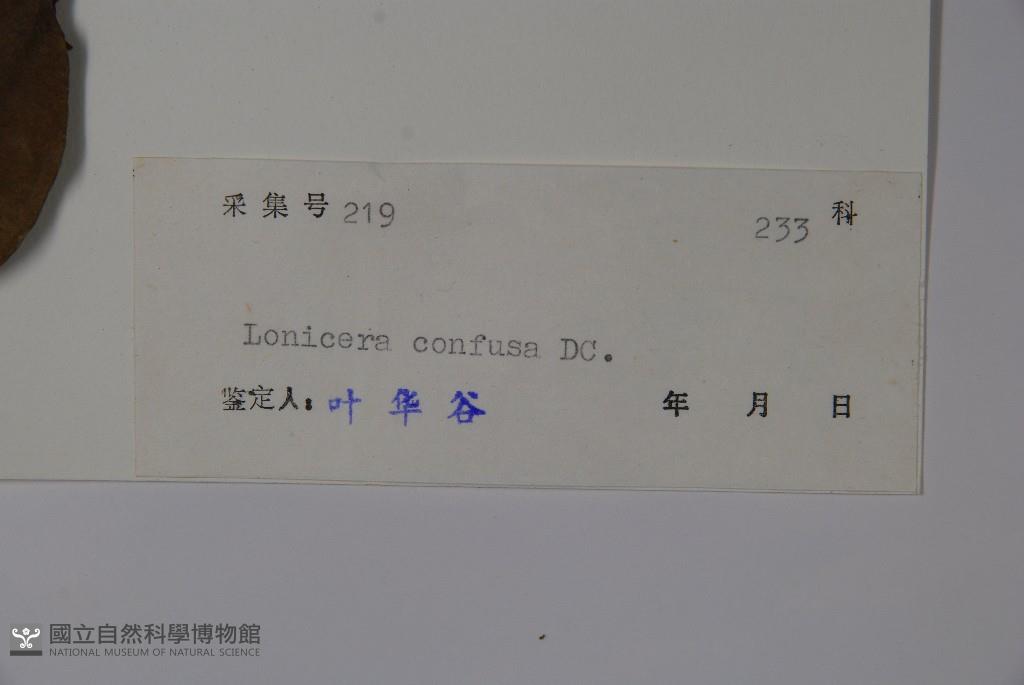 采集号 219 233 科
Lonicera confusa DC.
鉴定人: 叶华谷 年 月 日
國立自然科學博物館
NATIONAL MUSEUM OF NATURAL SCIENCE